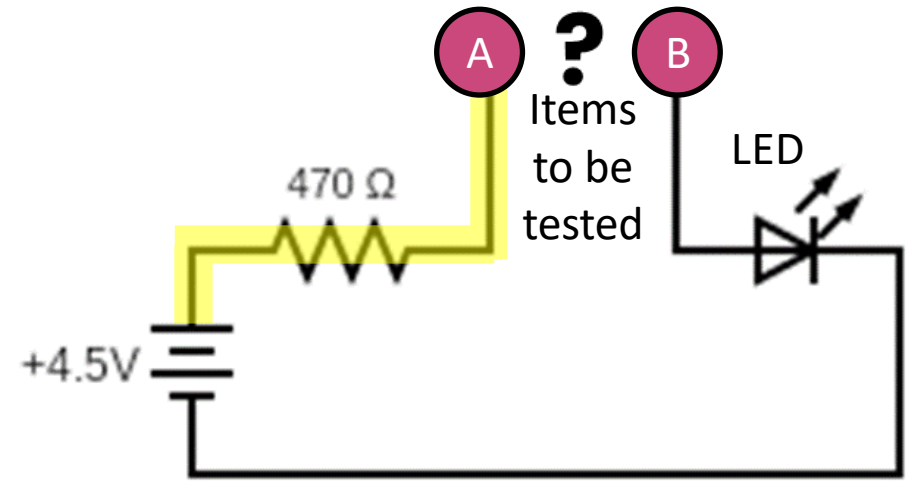 A
?
B
Items
to be
tested
LED
470 Ω
+4.5V